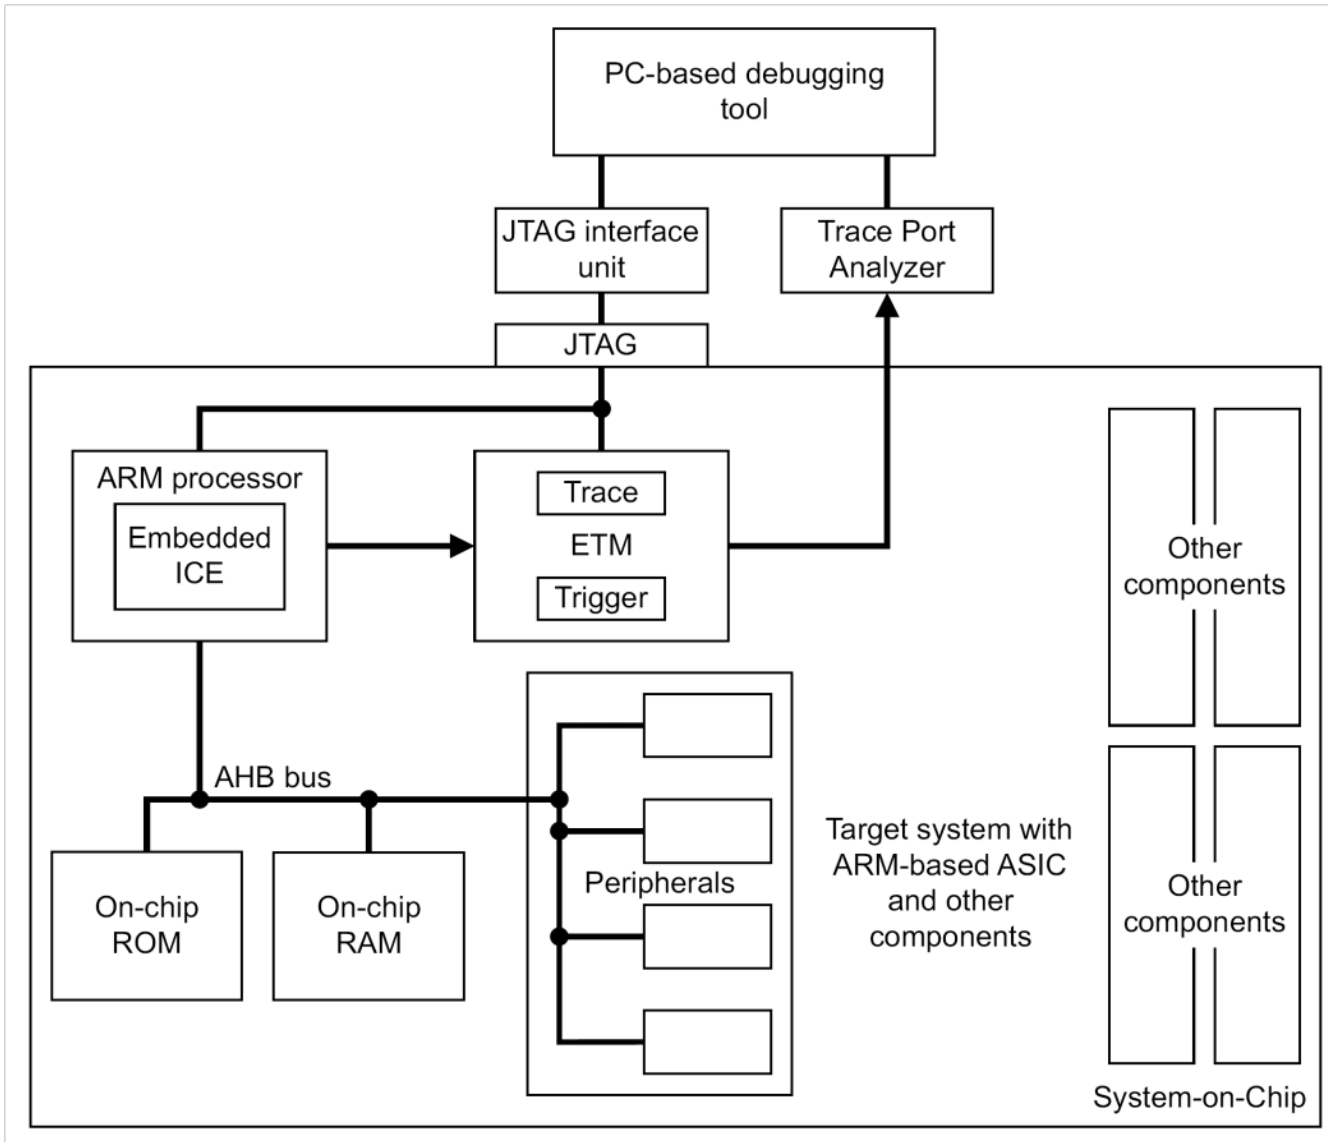 PC-based debugging
tool
JTAG interface
unit
Trace Port
Analyzer
JTAG
ARM processor
Embedded
ICE
Trace
ETM
Trigger
Other
components
AHB bus
On-chip
ROM
On-chip
RAM
Peripherals
Target system with
ARM-based ASIC
and other
components
Other
components
System-on-Chip